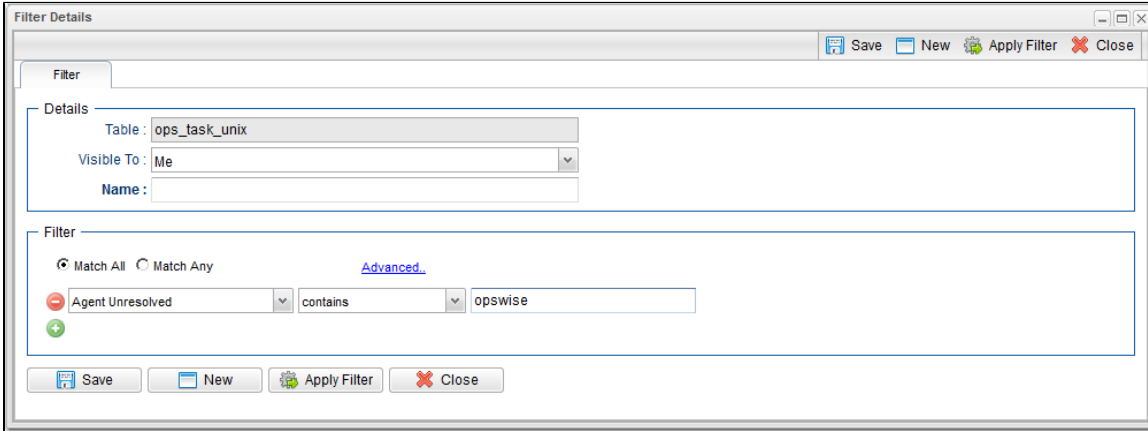 Filter Details
Save New Apply Filter Close
Filter
Details
Table : ops_task_unix
Visible To : Me
Name :
Filter
Match All Match Any Advanced..
Agent Unresolved contains opswise
Save New Apply Filter Close